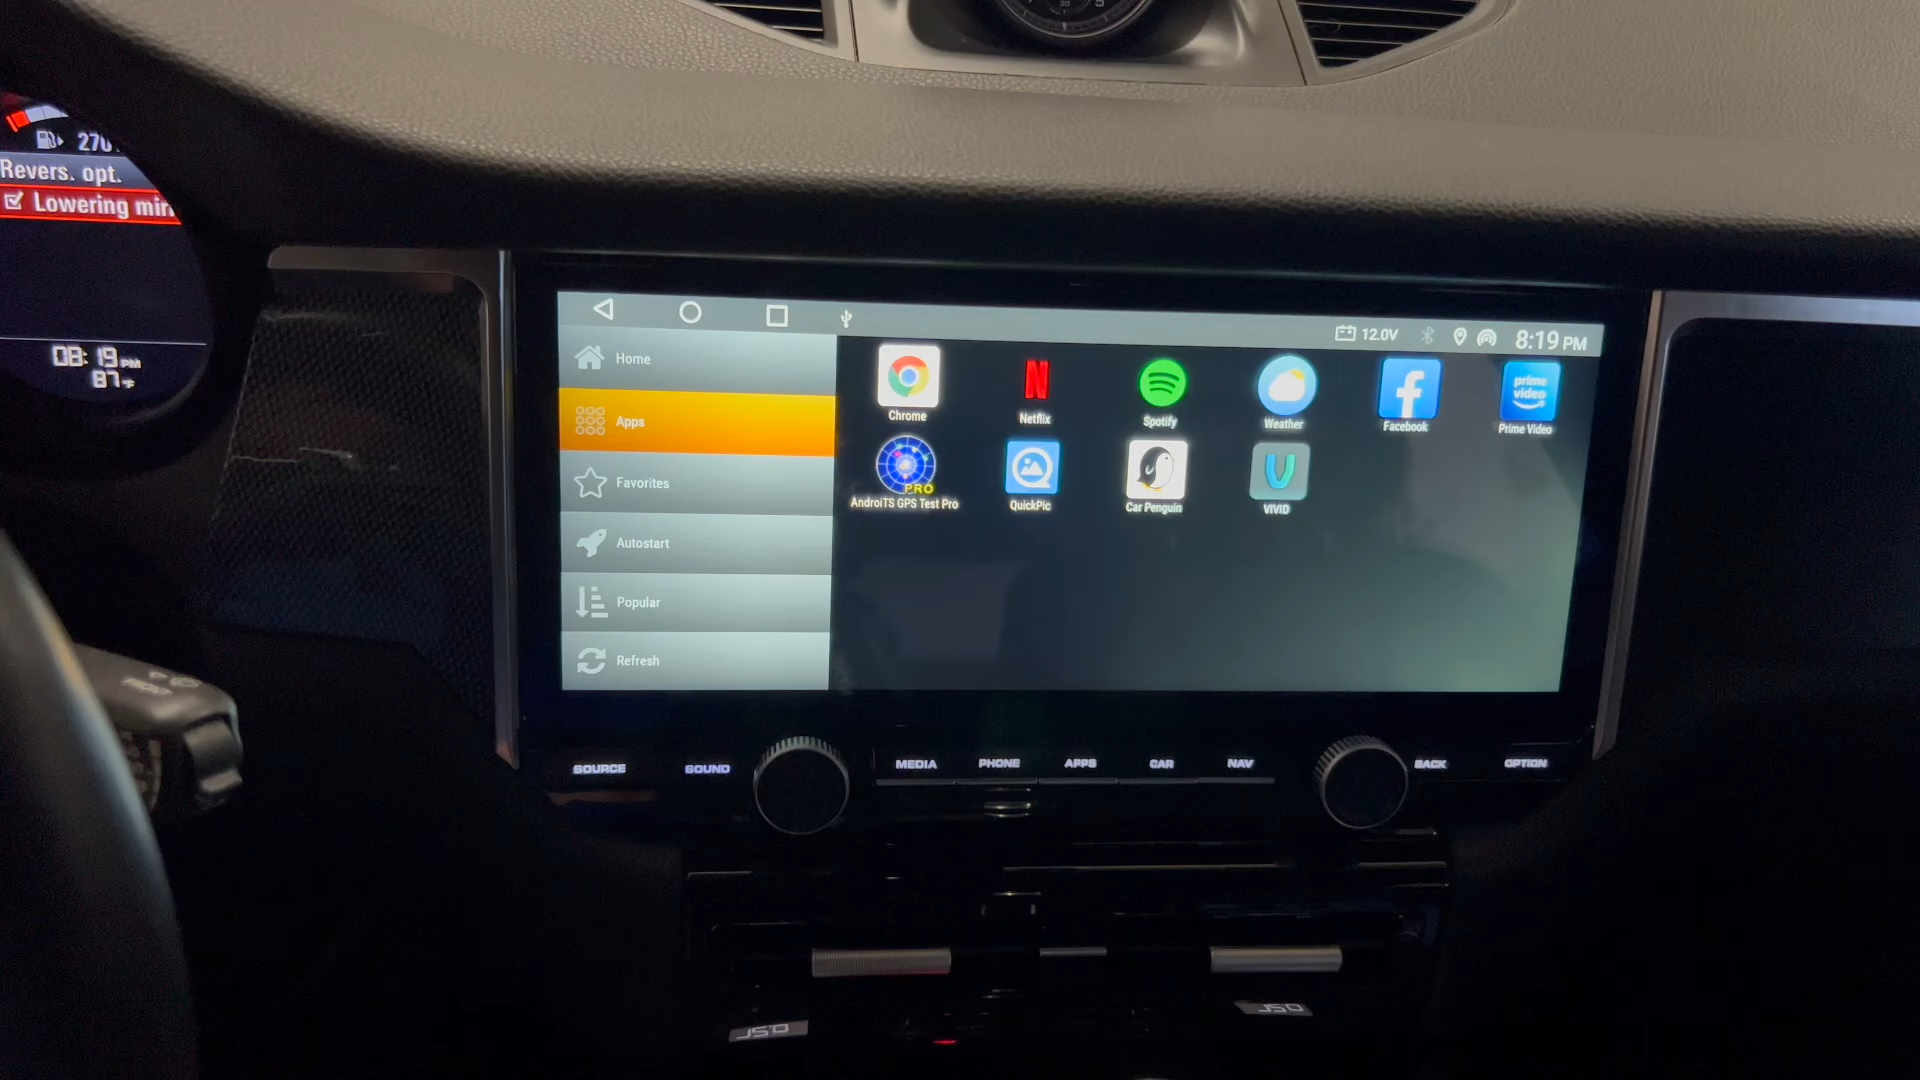 270
Revers. opt.
Lowering mir
08:19 PM
87 °F
12.0V
8:19 PM
Home
Apps
Favorites
Autostart
Popular
Refresh
Chrome
Netflix
Spotify
Weather
Facebook
prime video
Prime Video
PRO
AndroiTS GPS Test Pro
QuickPic
Car Penguin
VIVID
SOURCE
SOUND
MEDIA
PHONE
APPS
CAR
NAV
BACK
OPTION
FRONT